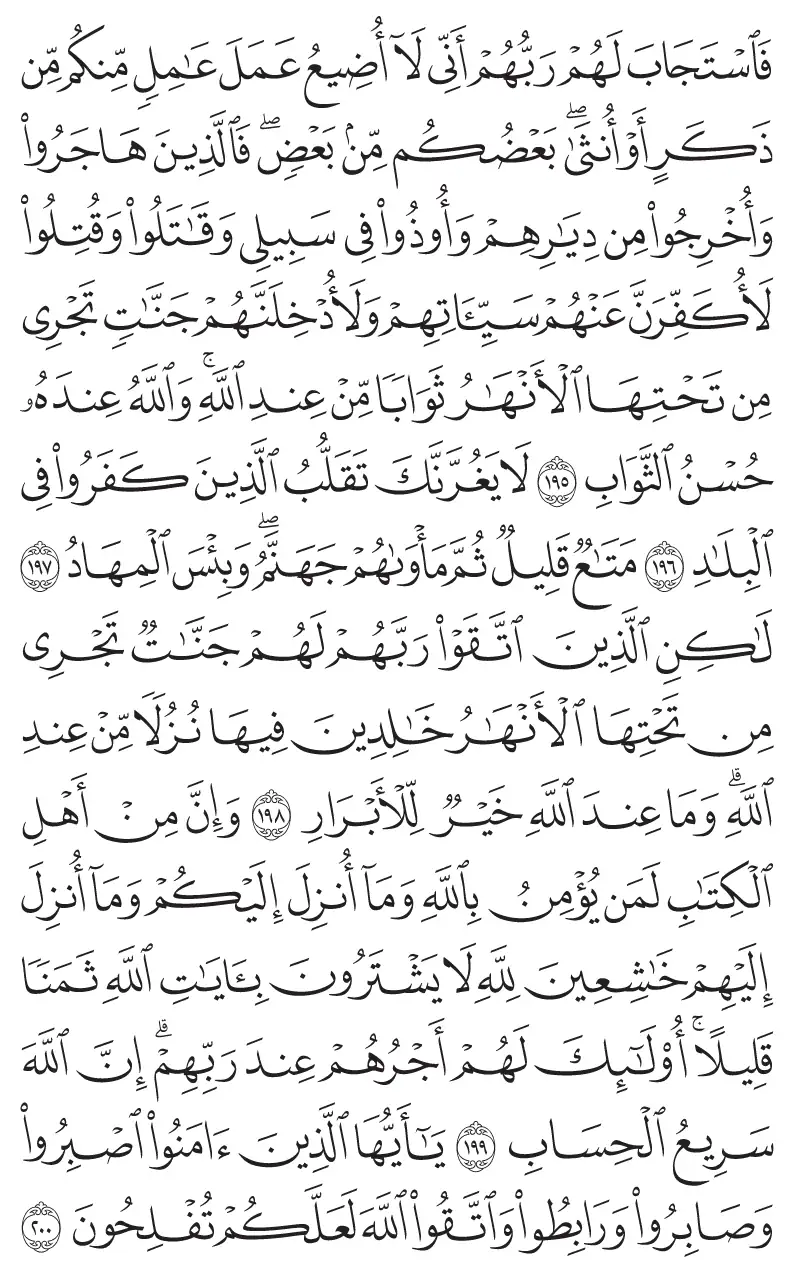 فَٱسْتَجَابَ لَهُمْ رَبُّهُمْ أَنِّى لَآ أُضِيعُ عَمَلَ عَـٰمِلٍ مِّنكُم مِّن
ذَكَرٍ أَوْ أُنثَىٰ ۖ بَعْضُكُم مِّنۢ بَعْضٍ ۖ فَٱلَّذِينَ هَاجَرُوا۟
وَأُخْرِجُوا۟ مِن دِيَـٰرِهِمْ وَأُوذُوا۟ فِى سَبِيلِى وَقَـٰتَلُوا۟ وَقُتِلُوا۟
لَأُكَفِّرَنَّ عَنْهُمْ سَيِّـَٔاتِهِمْ وَلَأُدْخِلَنَّهُمْ جَنَّـٰتٍ تَجْرِى
مِن تَحْتِهَا ٱلْأَنْهَـٰرُ ثَوَابًا مِّنْ عِندِ ٱللَّهِ ۚ وَٱللَّهُ عِندَهُۥ
حُسْنُ ٱلثَّوَابِ ١٩٥ لَا يَغُرَّنَّكَ تَقَلُّبُ ٱلَّذِينَ كَفَرُوا۟ فِى
ٱلْبِلَـٰدِ ١٩٦ مَتَـٰعٌ قَلِيلٌ ثُمَّ مَأْوَىٰهُمْ جَهَنَّمُ ۖ وَبِئْسَ ٱلْمِهَادُ ١٩٧
لَـٰكِنِ ٱلَّذِينَ ٱتَّقَوْا۟ رَبَّهُمْ لَهُمْ جَنَّـٰتٌ تَجْرِى
مِن تَحْتِهَا ٱلْأَنْهَـٰرُ خَـٰلِدِينَ فِيهَا نُزُلًا مِّنْ عِندِ
ٱللَّهِ ۗ وَمَا عِندَ ٱللَّهِ خَيْرٌ لِّلْأَبْرَارِ ١٩٨ وَإِنَّ مِنْ أَهْلِ
ٱلْكِتَـٰبِ لَمَن يُؤْمِنُ بِٱللَّهِ وَمَآ أُنزِلَ إِلَيْكُمْ وَمَآ أُنزِلَ
إِلَيْهِمْ خَـٰشِعِينَ لِلَّهِ لَا يَشْتَرُونَ بِـَٔايَـٰتِ ٱللَّهِ ثَمَنًا
قَلِيلًا ۚ أُو۟لَـٰٓئِكَ لَهُمْ أَجْرُهُمْ عِندَ رَبِّهِمْ ۗ إِنَّ ٱللَّهَ
سَرِيعُ ٱلْحِسَابِ ١٩٩ يَـٰٓأَيُّهَا ٱلَّذِينَ ءَامَنُوا۟ ٱصْبِرُوا۟
وَصَابِرُوا۟ وَرَابِطُوا۟ وَٱتَّقُوا۟ ٱللَّهَ لَعَلَّكُمْ تُفْلِحُونَ ٢٠٠